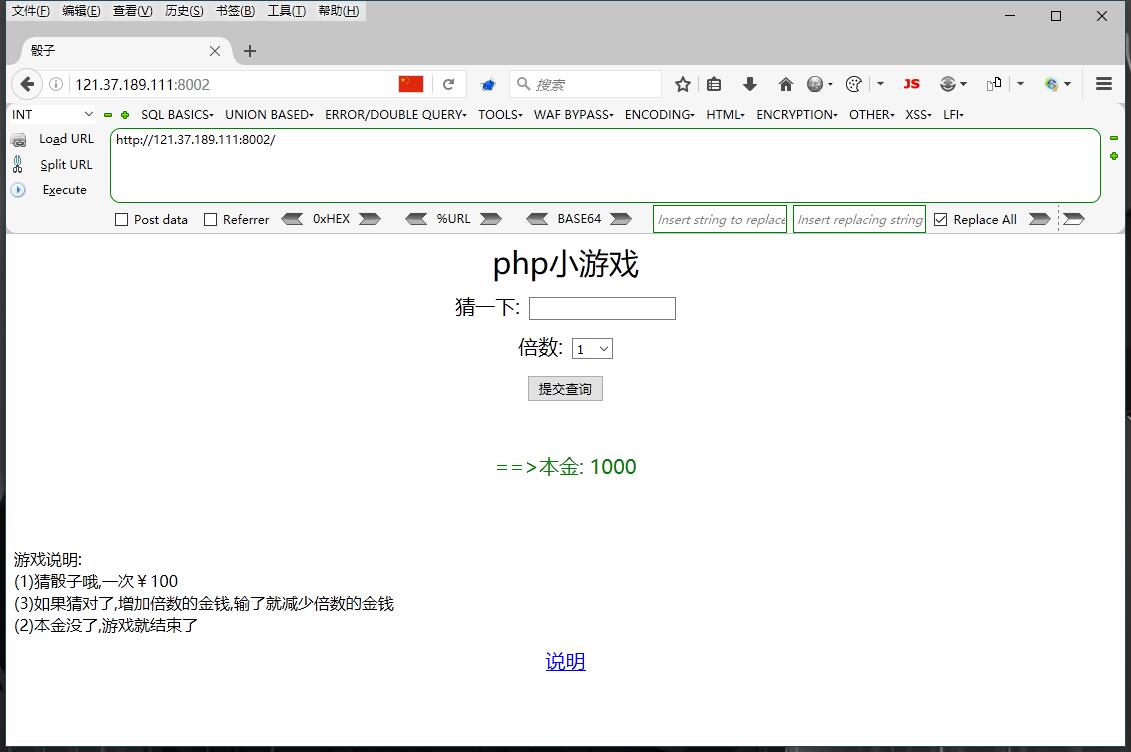 文件(F) 编辑(E) 查看(V) 历史(S) 书签(B) 工具(T) 帮助(H)
骰子
121.37.189.111:8002 搜索 JS
INT SQL BASICS UNION BASED ERROR/DOUBLE QUERY TOOLS WAF BYPASS ENCODING HTML ENCRYPTION OTHER XSS LFI
Load URL http://121.37.189.111:8002/
Split URL
Execute
Post data Referrer 0xHEX %URL BASE64 Insert string to replace Insert replacing string Replace All
php小游戏
猜一下:
倍数: 1
提交查询
==>本金: 1000
游戏说明:
(1)猜骰子哦,一次￥100
(3)如果猜对了,增加倍数的金钱,输了就减少倍数的金钱
(2)本金没了,游戏就结束了
说明